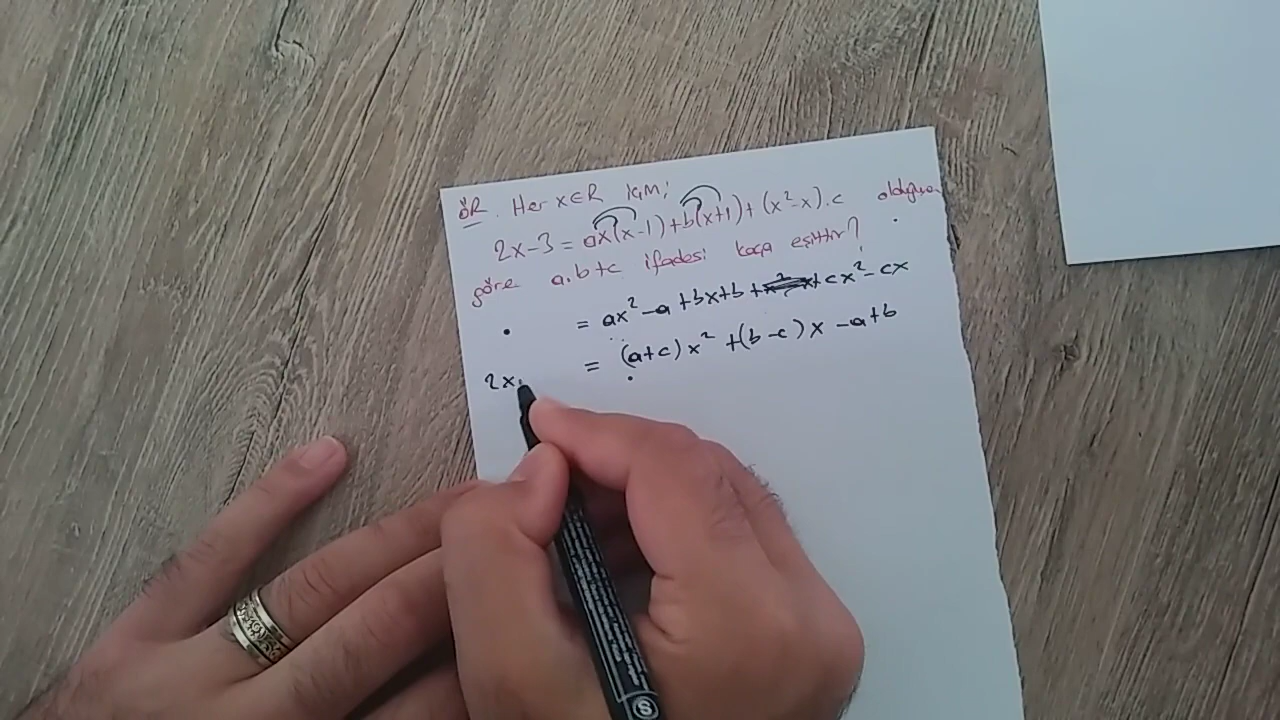 ÖR. Her x∈R için;
2x-3 = ax(x-1)+b(x+1)+(x²-x).c olduğuna
göre a.b+c ifadesi kaça eşittir?
= ax²-a+bx+b+cx²-cx
= (a+c)x²+(b-c)x-a+b
2x